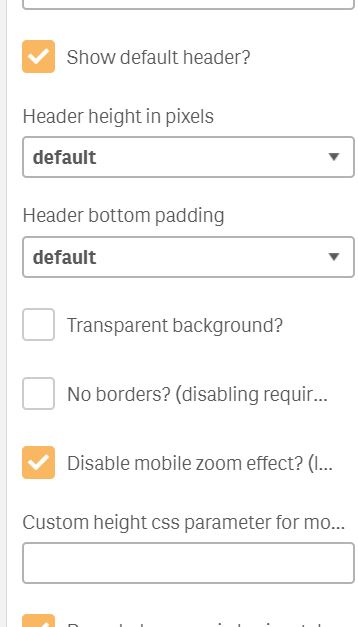 Show default header?
Header height in pixels
default
Header bottom padding
default
Transparent background?
No borders? (disabling requir...
Disable mobile zoom effect? (l...
Custom height css parameter for mo...